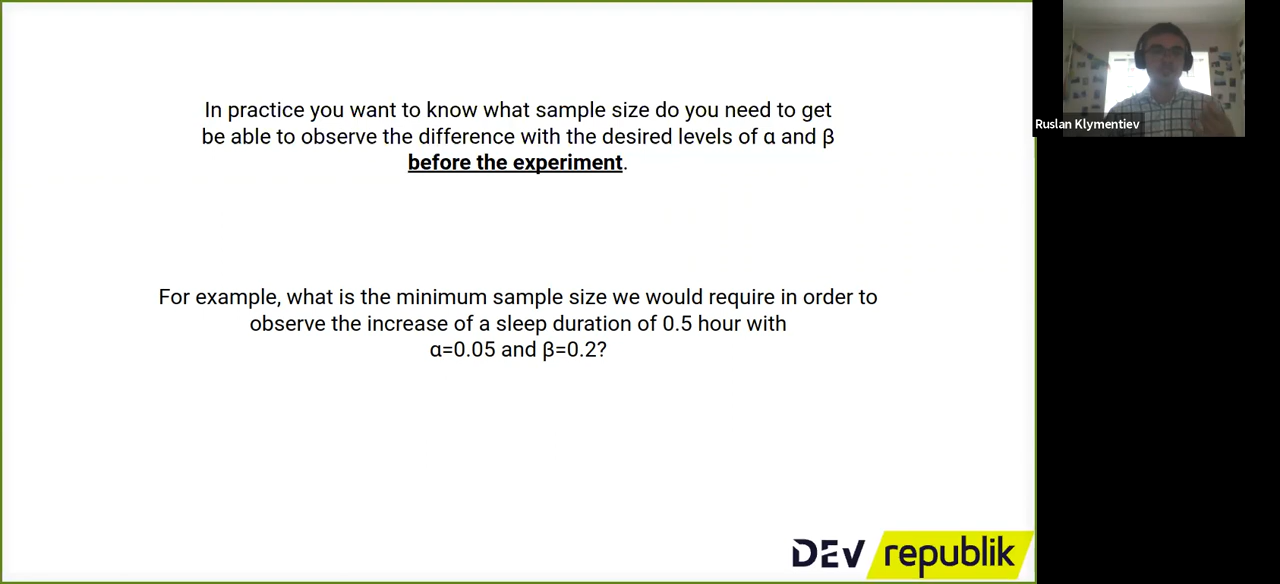 In practice you want to know what sample size do you need to get
be able to observe the difference with the desired levels of α and β
before the experiment.
For example, what is the minimum sample size we would require in order to
observe the increase of a sleep duration of 0.5 hour with
α=0.05 and β=0.2?
Ruslan Klymentiev
DEV republik